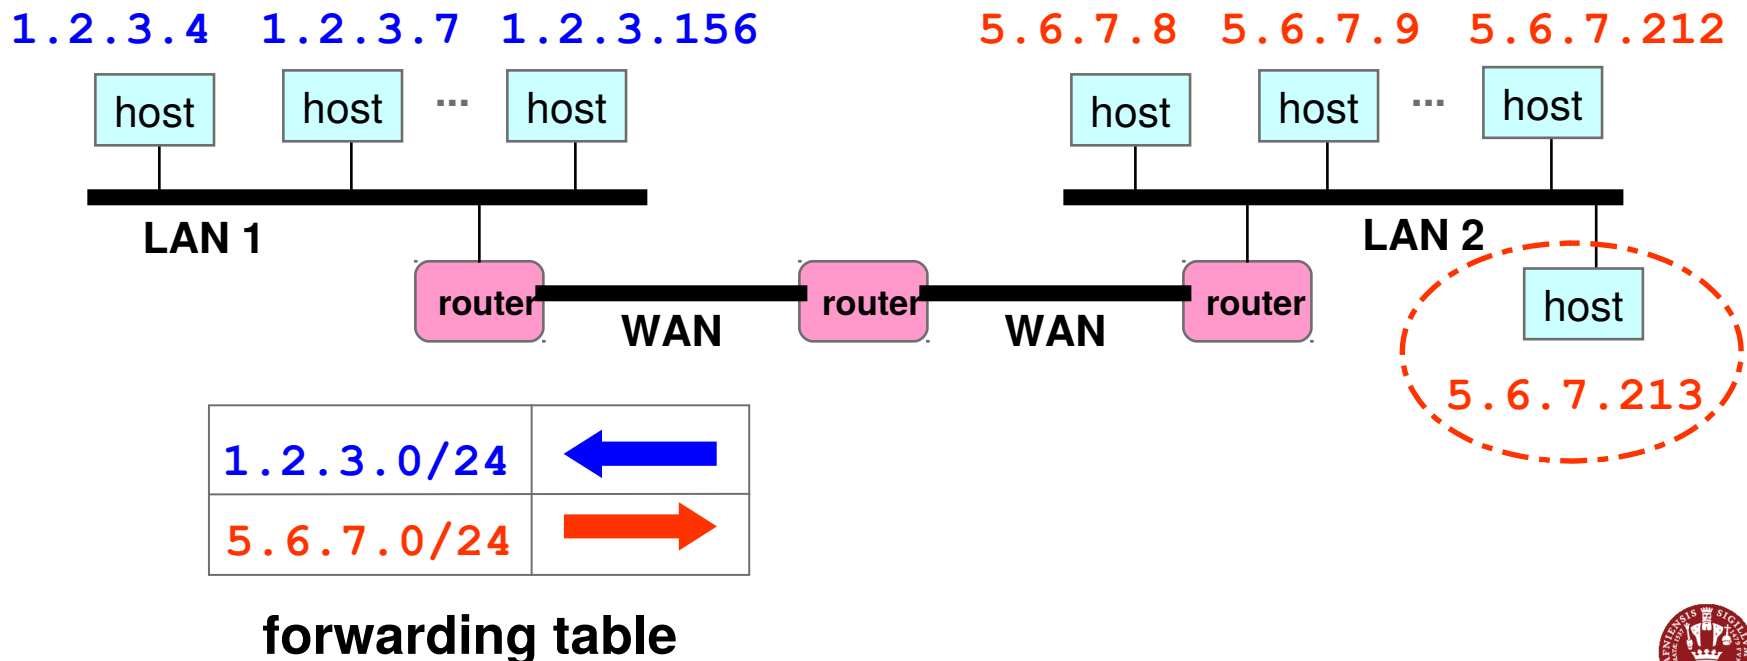 1.2.3.4 1.2.3.7 1.2.3.156 5.6.7.8 5.6.7.9 5.6.7.212
host host ... host host host ... host
LAN 1 LAN 2
router WAN router WAN router host
5.6.7.213
1.2.3.0/24
5.6.7.0/24
forwarding table